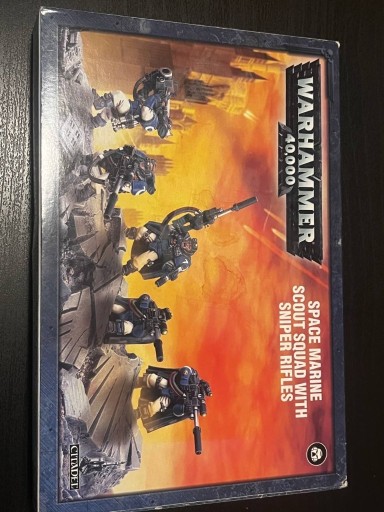 WARHAMMER
40,000
SPACE MARINE
SCOUT SQUAD WITH
SNIPER RIFLES
CITADEL